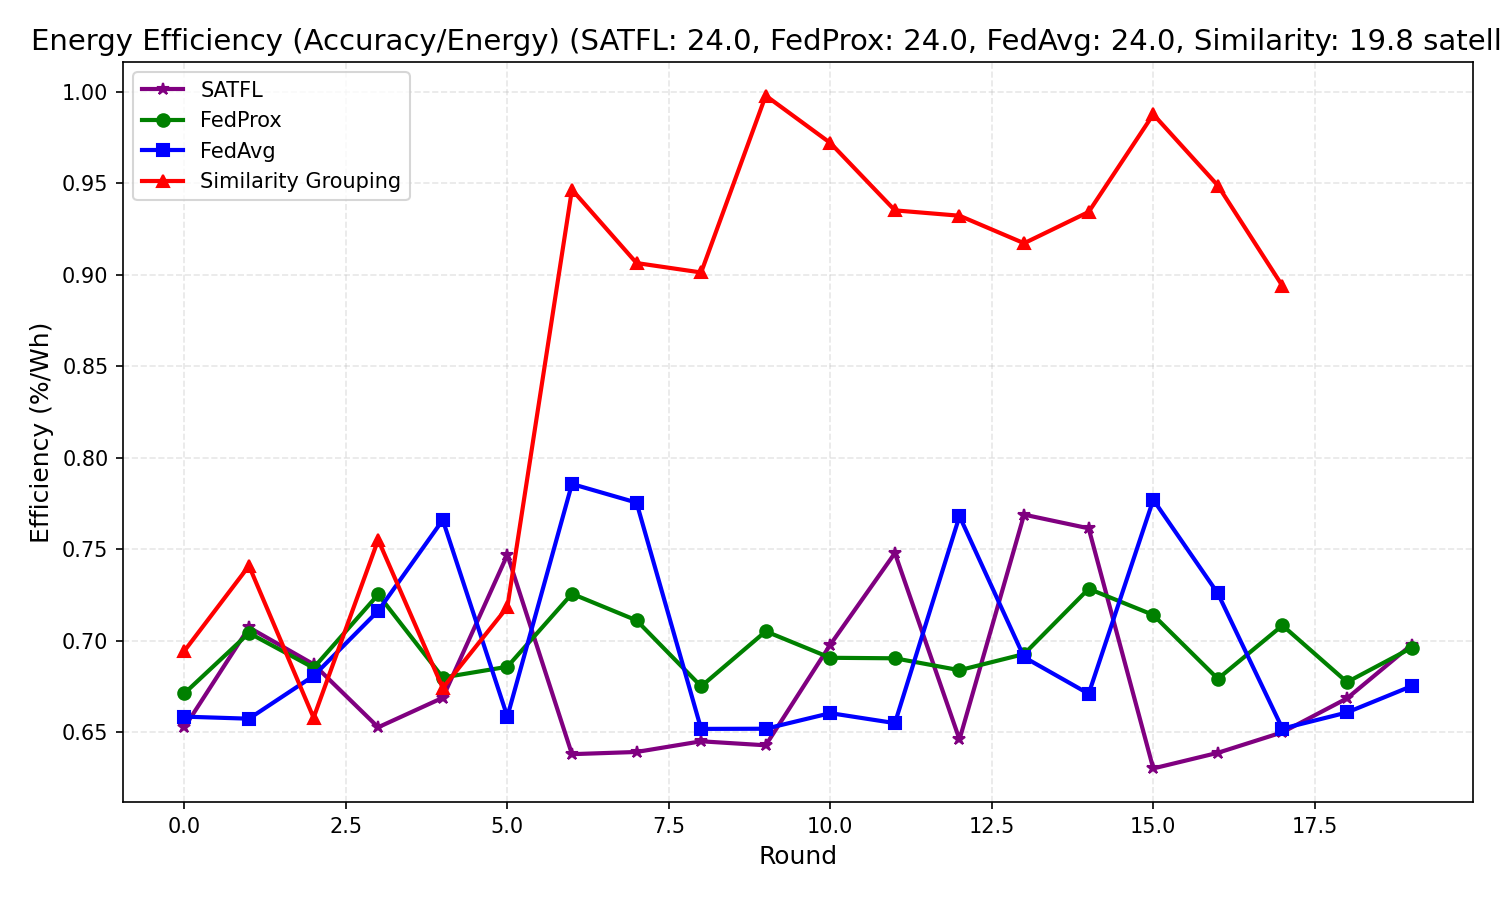 Energy Efficiency (Accuracy/Energy) (SATFL: 24.0, FedProx: 24.0, FedAvg: 24.0, Similarity: 19.8 satell
SATFL
FedProx
FedAvg
Similarity Grouping
Efficiency (%/Wh)
1.00
0.95
0.90
0.85
0.80
0.75
0.70
0.65
0.0
2.5
5.0
7.5
10.0
12.5
15.0
17.5
Round